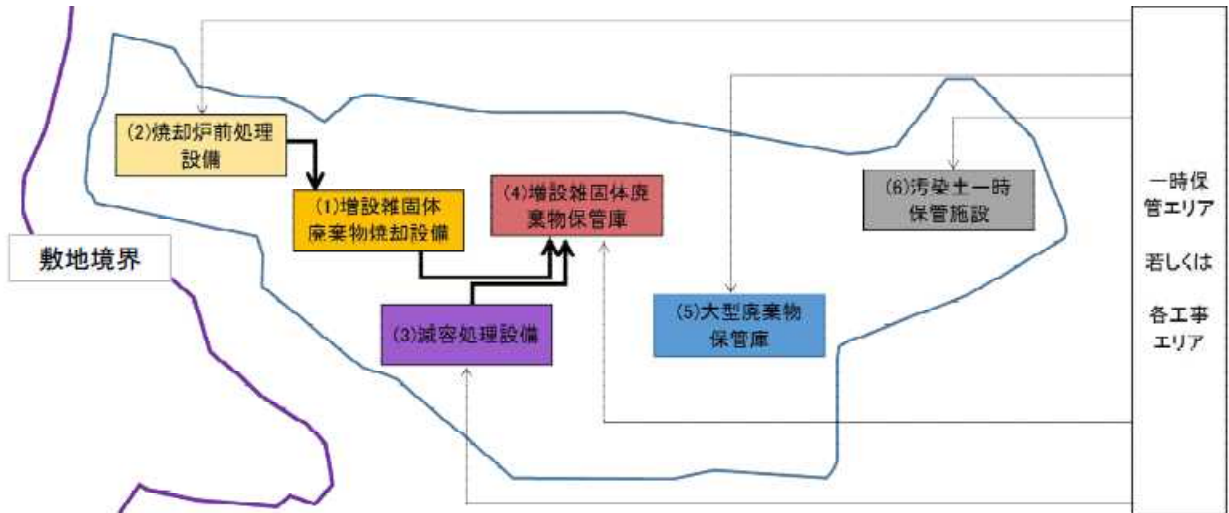 (2)焼却炉前処理
設備
(1)増設雑固体
廃棄物焼却設備
(4)増設雑固体廃
棄物保管庫
(6)汚染土一時
保管施設
敷地境界
(3)減容処理設備
(5)大型廃棄物
保管庫
一時保
管エリア
若しくは
各工事
エリア